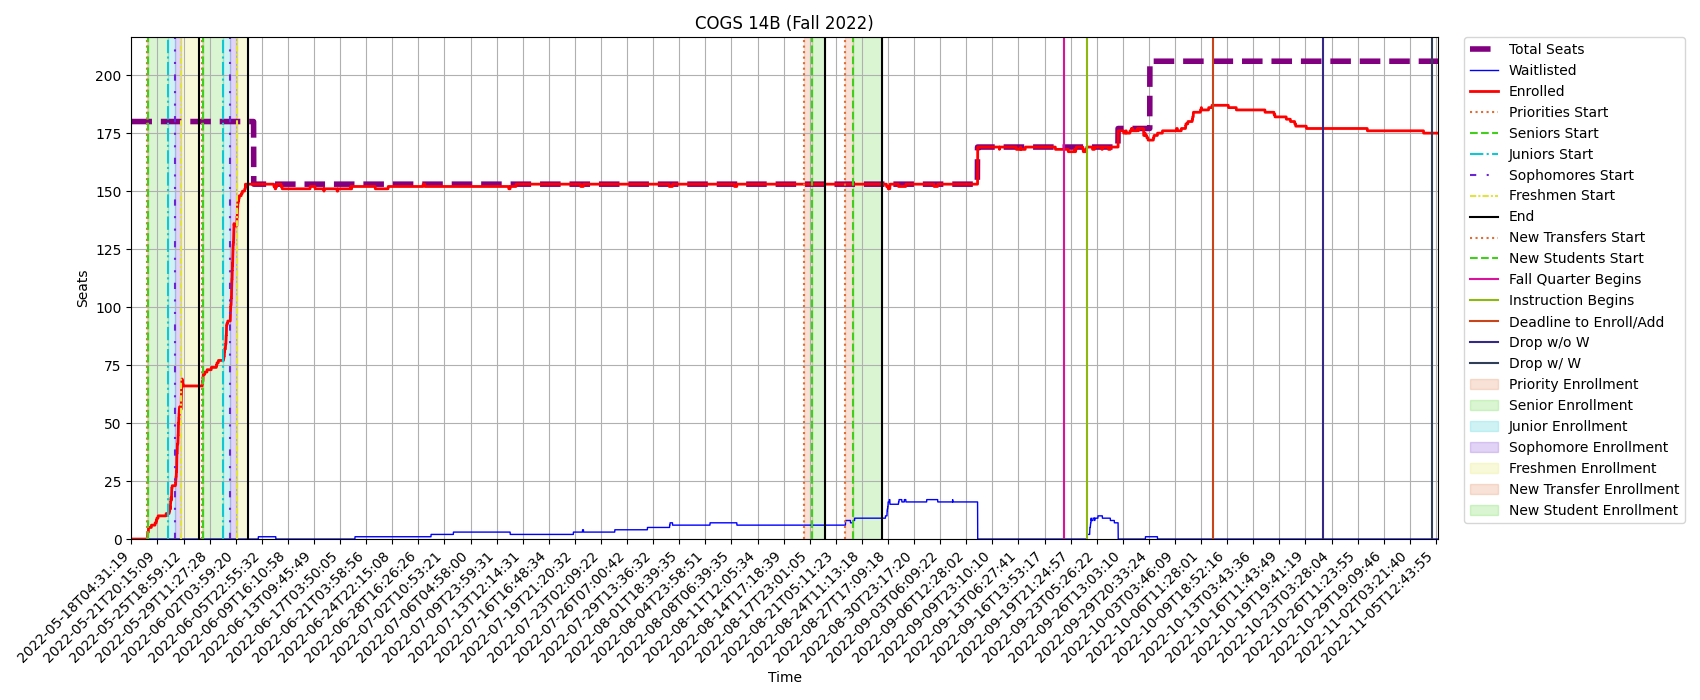 COGS 14B (Fall 2022)
Seats
200
175
150
125
100
75
50
25
0
2022-05-18T04:31:19
2022-05-21T20:15:09
2022-05-25T18:59:12
2022-05-29T11:27:28
2022-06-02T03:59:20
2022-06-05T22:55:32
2022-06-09T16:10:58
2022-06-13T09:45:49
2022-06-17T03:50:05
2022-06-21T03:58:56
2022-06-24T22:15:08
2022-06-28T16:26:26
2022-07-02T10:53:21
2022-07-06T04:58:00
2022-07-09T23:59:31
2022-07-13T12:14:31
2022-07-16T16:48:34
2022-07-19T21:20:32
2022-07-23T02:09:22
2022-07-26T07:00:42
2022-07-29T13:36:32
2022-08-01T18:39:35
2022-08-04T23:58:51
2022-08-08T06:39:35
2022-08-11T12:05:34
2022-08-14T17:18:39
2022-08-17T23:01:05
2022-08-21T05:11:23
2022-08-24T11:13:18
2022-08-27T17:09:18
2022-08-30T23:17:20
2022-09-03T06:09:22
2022-09-06T12:28:02
2022-09-09T23:10:10
2022-09-13T06:27:41
2022-09-16T13:53:17
2022-09-19T21:24:57
2022-09-23T05:26:22
2022-09-26T13:03:10
2022-09-29T20:33:24
2022-10-03T03:46:09
2022-10-06T11:28:01
2022-10-09T18:52:16
2022-10-13T03:43:36
2022-10-16T11:43:49
2022-10-19T19:41:19
2022-10-23T03:28:04
2022-10-26T11:23:55
2022-10-29T19:09:46
2022-11-02T03:21:40
2022-11-05T12:43:55
Time
Total Seats
Waitlisted
Enrolled
Priorities Start
Seniors Start
Juniors Start
Sophomores Start
Freshmen Start
End
New Transfers Start
New Students Start
Fall Quarter Begins
Instruction Begins
Deadline to Enroll/Add
Drop w/o W
Drop w/ W
Priority Enrollment
Senior Enrollment
Junior Enrollment
Sophomore Enrollment
Freshmen Enrollment
New Transfer Enrollment
New Student Enrollment